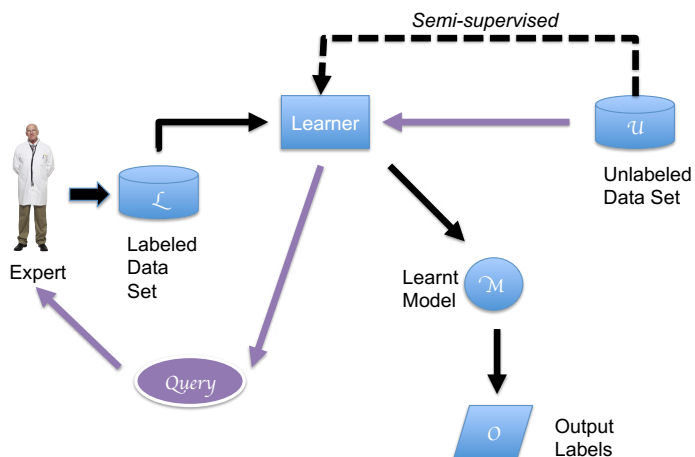 Semi-supervised
Learner
𝒰
Unlabeled
Data Set
ℒ
Labeled
Data
Set
Expert
Learnt
Model
ℳ
Query
𝒪
Output
Labels